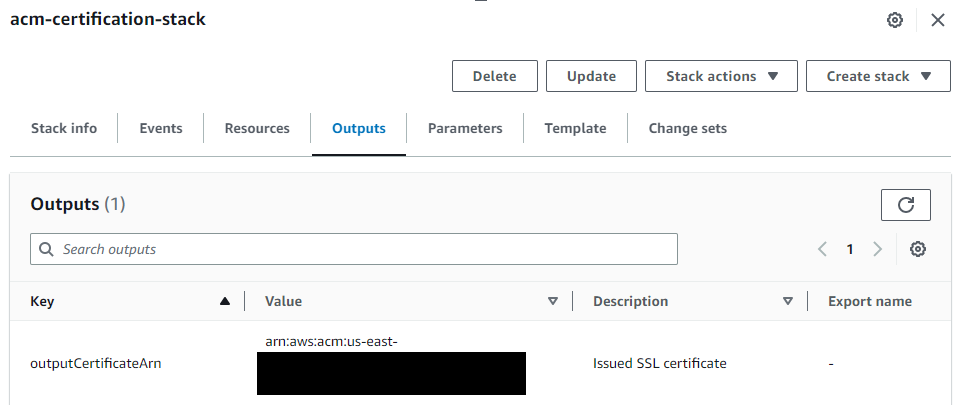 acm-certification-stack
Delete
Update
Stack actions
Create stack
Stack info
Events
Resources
Outputs
Parameters
Template
Change sets
Outputs (1)
Search outputs
1
Key
Value
Description
Export name
arn:aws:acm:us-east-
outputCertificateArn
Issued SSL certificate
-